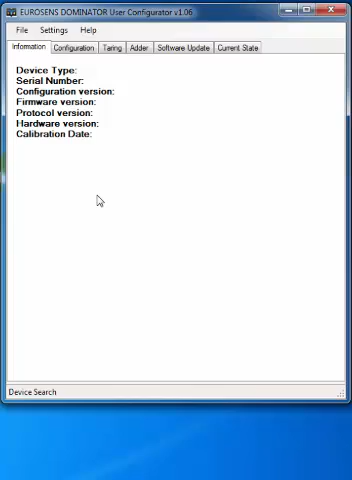 EUROSENS DOMINATOR User Configurator v1.06
File Settings Help
Information Configuration Taring Adder Software Update Current State
Device Type:
Serial Number:
Configuration version:
Firmware version:
Protocol version:
Hardware version:
Calibration Date:
Device Search